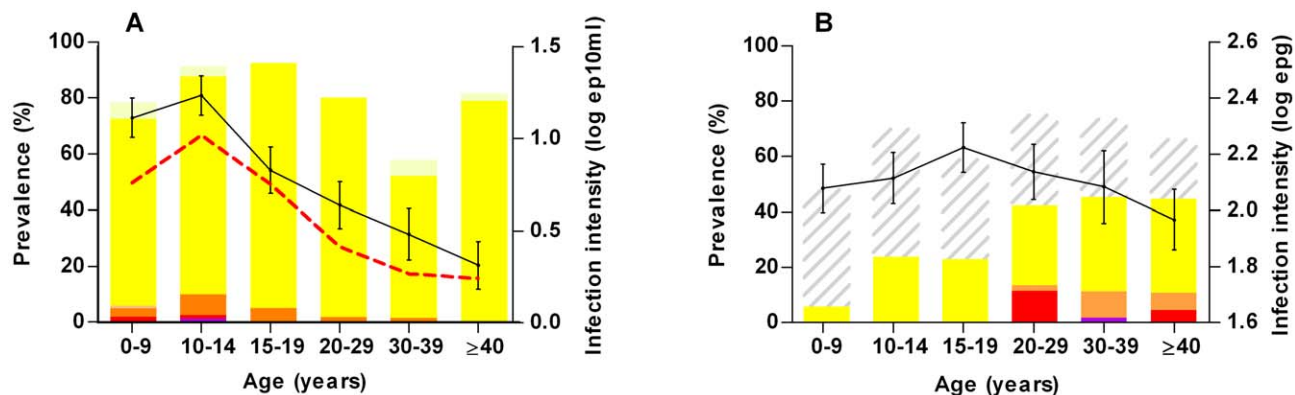 A
Prevalence (%)
100
80
60
40
20
0
1.5
1.0
0.5
0.0
Infection intensity (log ep10ml)
0-9 10-14 15-19 20-29 30-39 ≥40
Age (years)
B
Prevalence (%)
100
80
60
40
20
0
2.6
2.4
2.2
2.0
1.8
1.6
Infection intensity (log epg)
0-9 10-14 15-19 20-29 30-39 ≥40
Age (years)